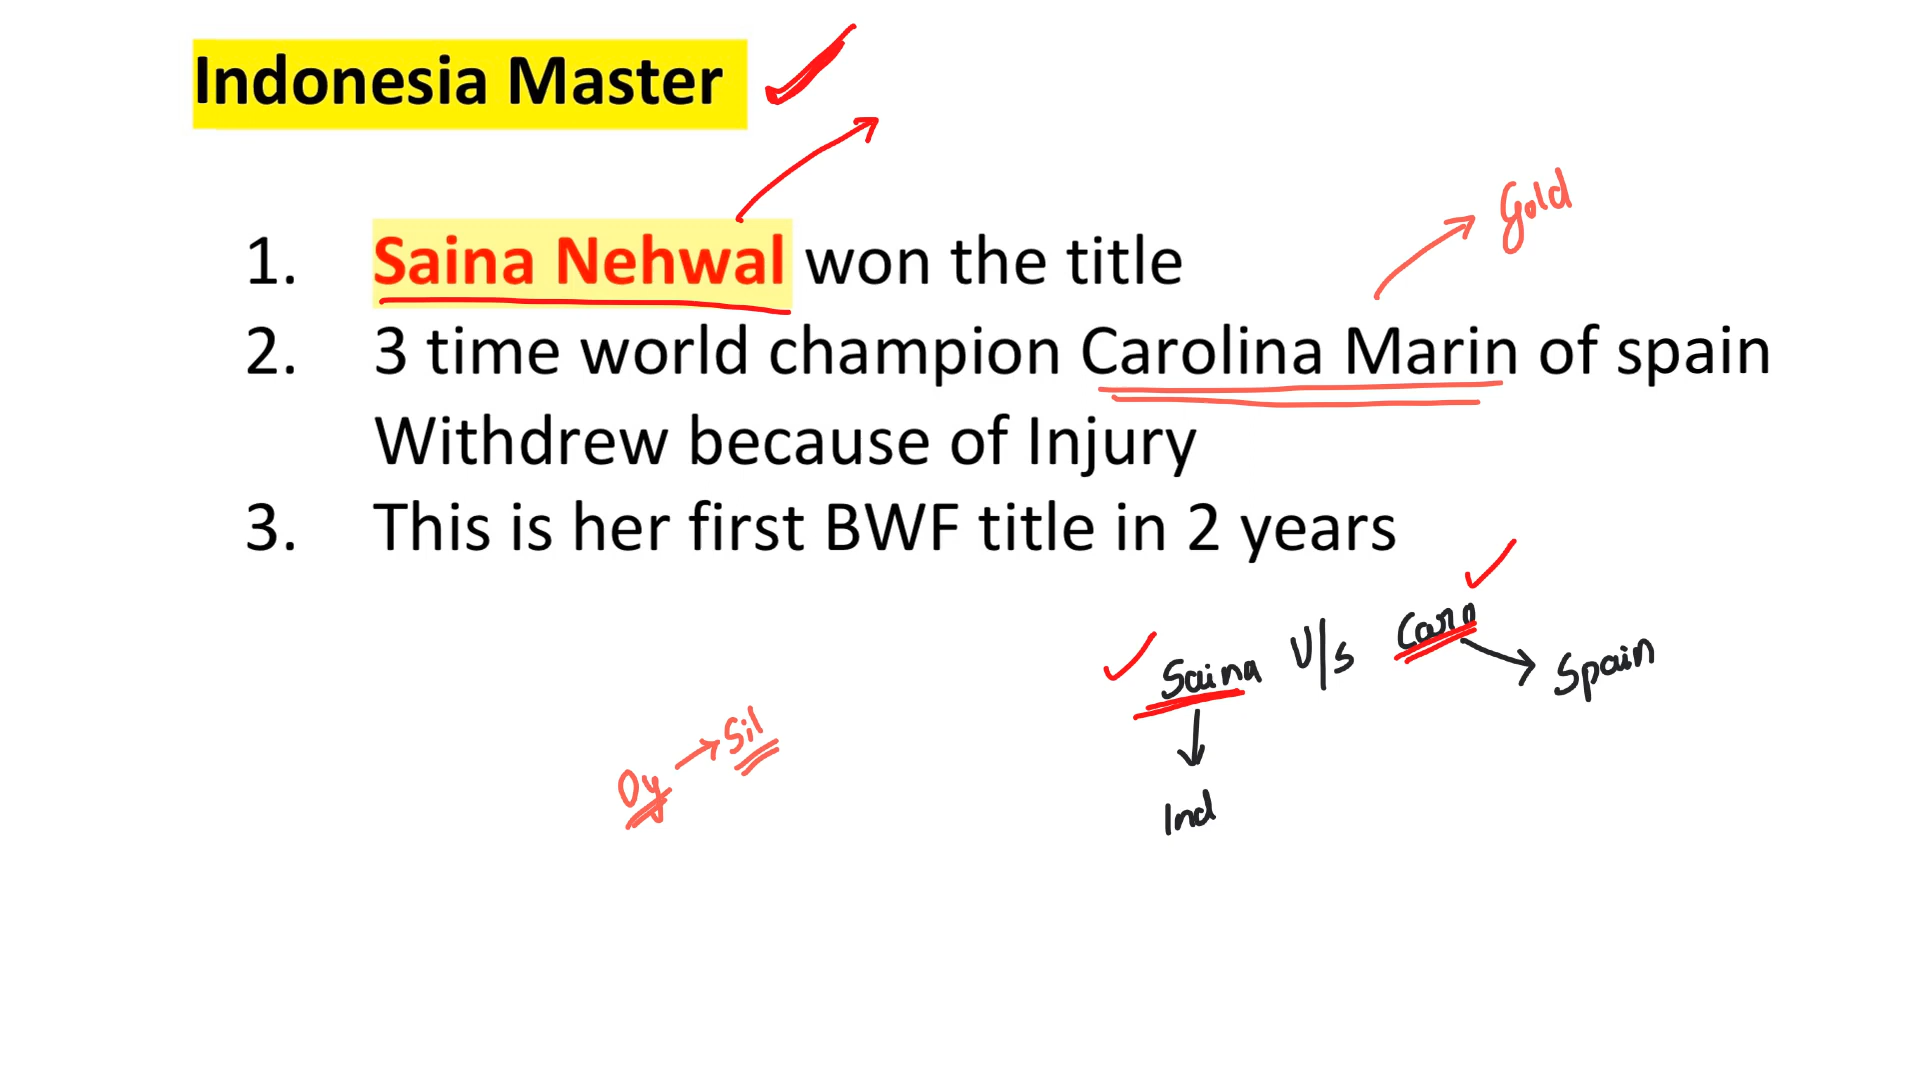 Indonesia Master
Gold
1. Saina Nehwal won the title
2. 3 time world champion Carolina Marin of spain
Withdrew because of Injury
3. This is her first BWF title in 2 years
Saina V/s Caro
Spain
Sil
Oy
Ind